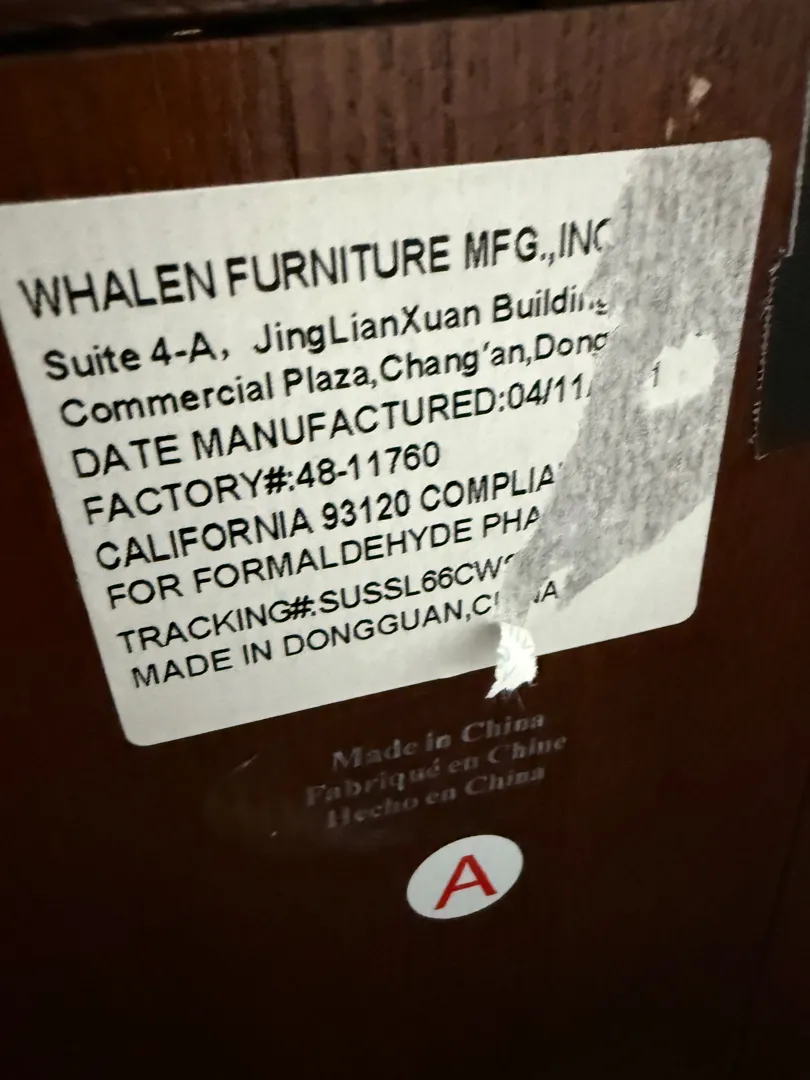 WHALEN FURNITURE MFG.,INC
Suite 4-A, JingLianXuan Buildin
Commercial Plaza,Chang'an,Dong
DATE MANUFACTURED:04/11/ 1
FACTORY#:48-11760
CALIFORNIA 93120 COMPLIA
FOR FORMALDEHYDE PHA
TRACKING#:SUSSL66CW
MADE IN DONGGUAN,CHINA
Made in China
Fabriqué en Chine
Hecho en China
A